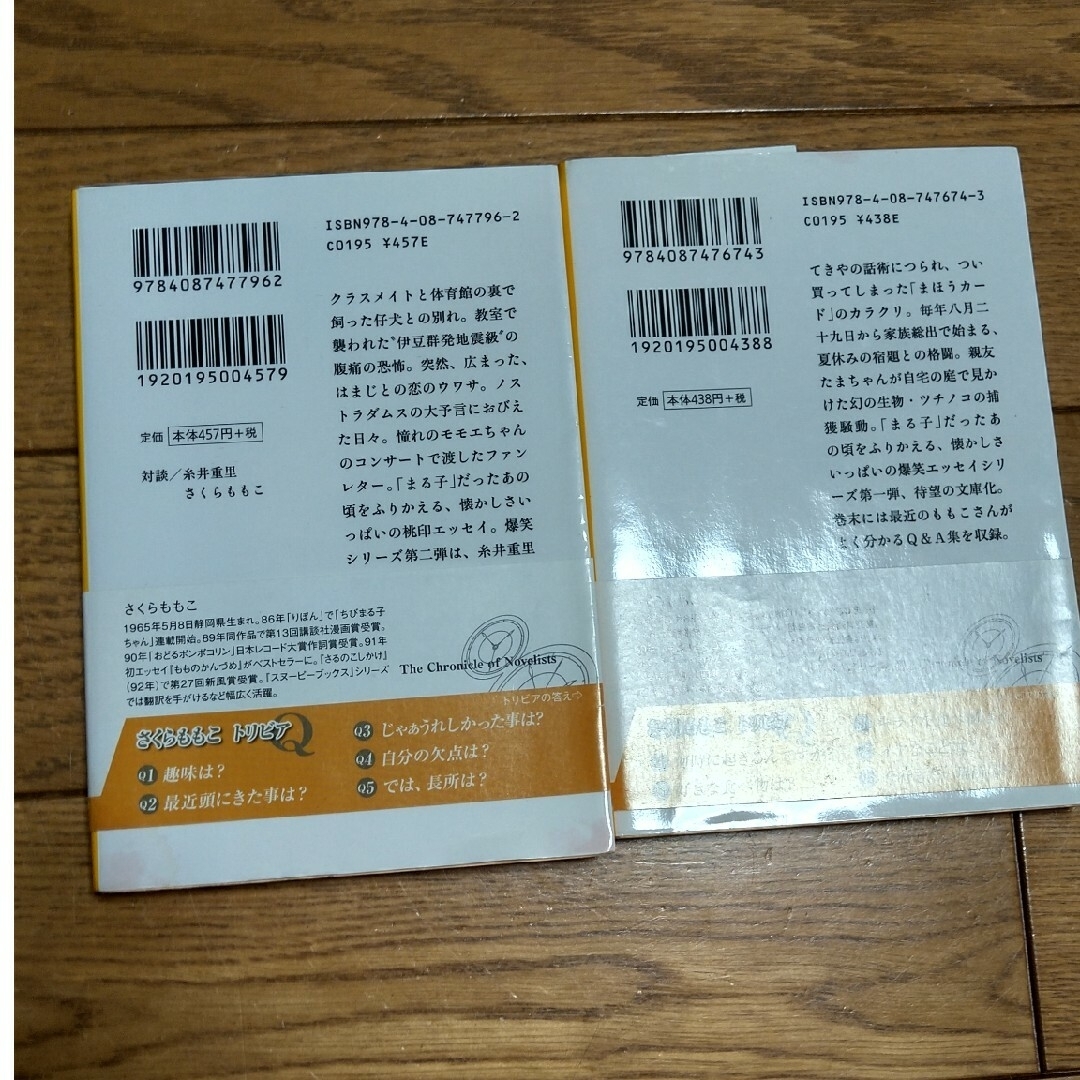 ISBN978-4-08-747796-2
C0195 ¥457E
9784087477962
1920195004579
定価 本体457円+税
対談/糸井重里
さくらももこ
クラスメイトと体育館の裏で
飼った仔犬との別れ。教室で
襲われた〝伊豆群発地震級〟の
腹痛の恐怖。突然、広まった、
はまじとの恋のウワサ。ノス
トラダムスの大予言におびえ
た日々。憧れのモモエちゃん
のコンサートで渡したファン
レター。「まる子」だったあの
頃をふりかえる、懐かしさい
っぱいの桃印エッセイ。爆笑
シリーズ第二弾は、糸井重里
さくらももこ
1965年5月8日静岡県生まれ。86年「りぼん」で「ちびまる子
ちゃん」連載開始。89年同作品で第13回講談社漫画賞受賞。
90年「おどるポンポコリン」日本レコード大賞作詞賞受賞。91年
初エッセイ『もものかんづめ』がベストセラーに。『さるのこしかけ』
(92年)で第27回新風賞受賞。「スヌーピーブックス」シリーズ
では翻訳を手がけるなど幅広く活躍。
The Chronicle of Novelists
トリビアの答え⇨
さくらももこ トリビアQ
Q1 趣味は?
Q2 最近頭にきた事は?
Q3 じゃぁうれしかった事は?
Q4 自分の欠点は?
Q5 では、長所は?
ISBN978-4-08-747674-3
C0195 ¥438E
9784087476743
1920195004388
定価 本体438円+税
てきやの話術につられ、つい
買ってしまった「まほうカー
ド」のカラクリ。毎年八月二
十九日から家族総出で始まる、
夏休みの宿題との格闘。親友
たまちゃんが自宅の庭で見か
けた幻の生物・ツチノコの捕
獲騒動。「まる子」だったあ
の頃をふりかえる、懐かしさ
いっぱいの爆笑エッセイシリ
ーズ第一弾、待望の文庫化。
巻末には最近のももこさんが
よく分かるQ&A集を収録。
of Novelists